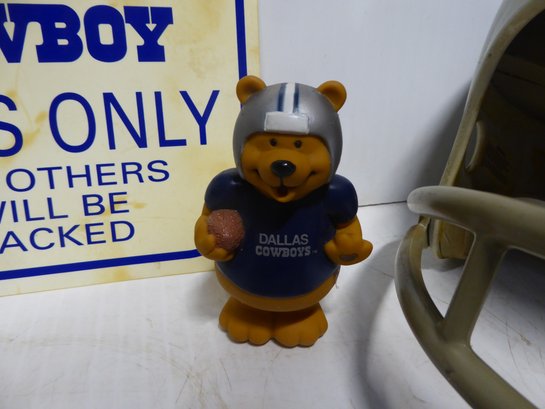 WBOY
S ONLY
OTHERS
WILL BE
ACKED
DALLAS
COWBOYS